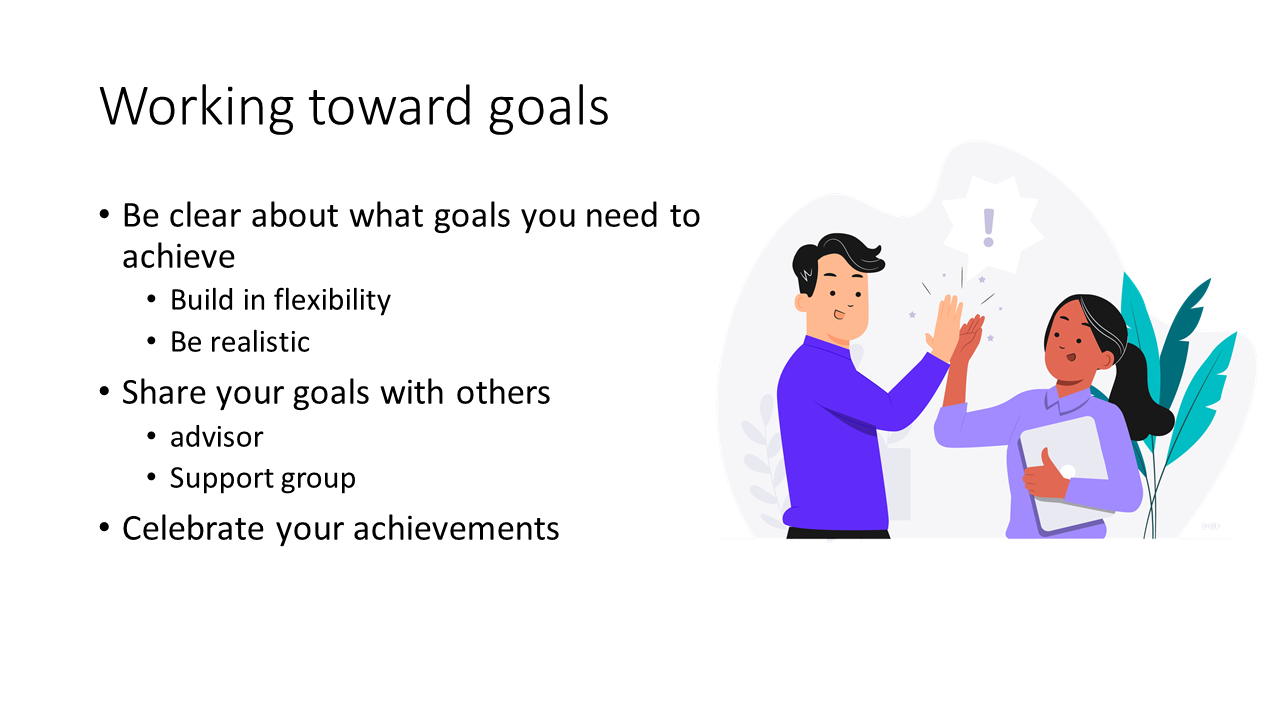 Working toward goals
• Be clear about what goals you need to
achieve
• Build in flexibility
• Be realistic
• Share your goals with others
• advisor
• Support group
• Celebrate your achievements
!